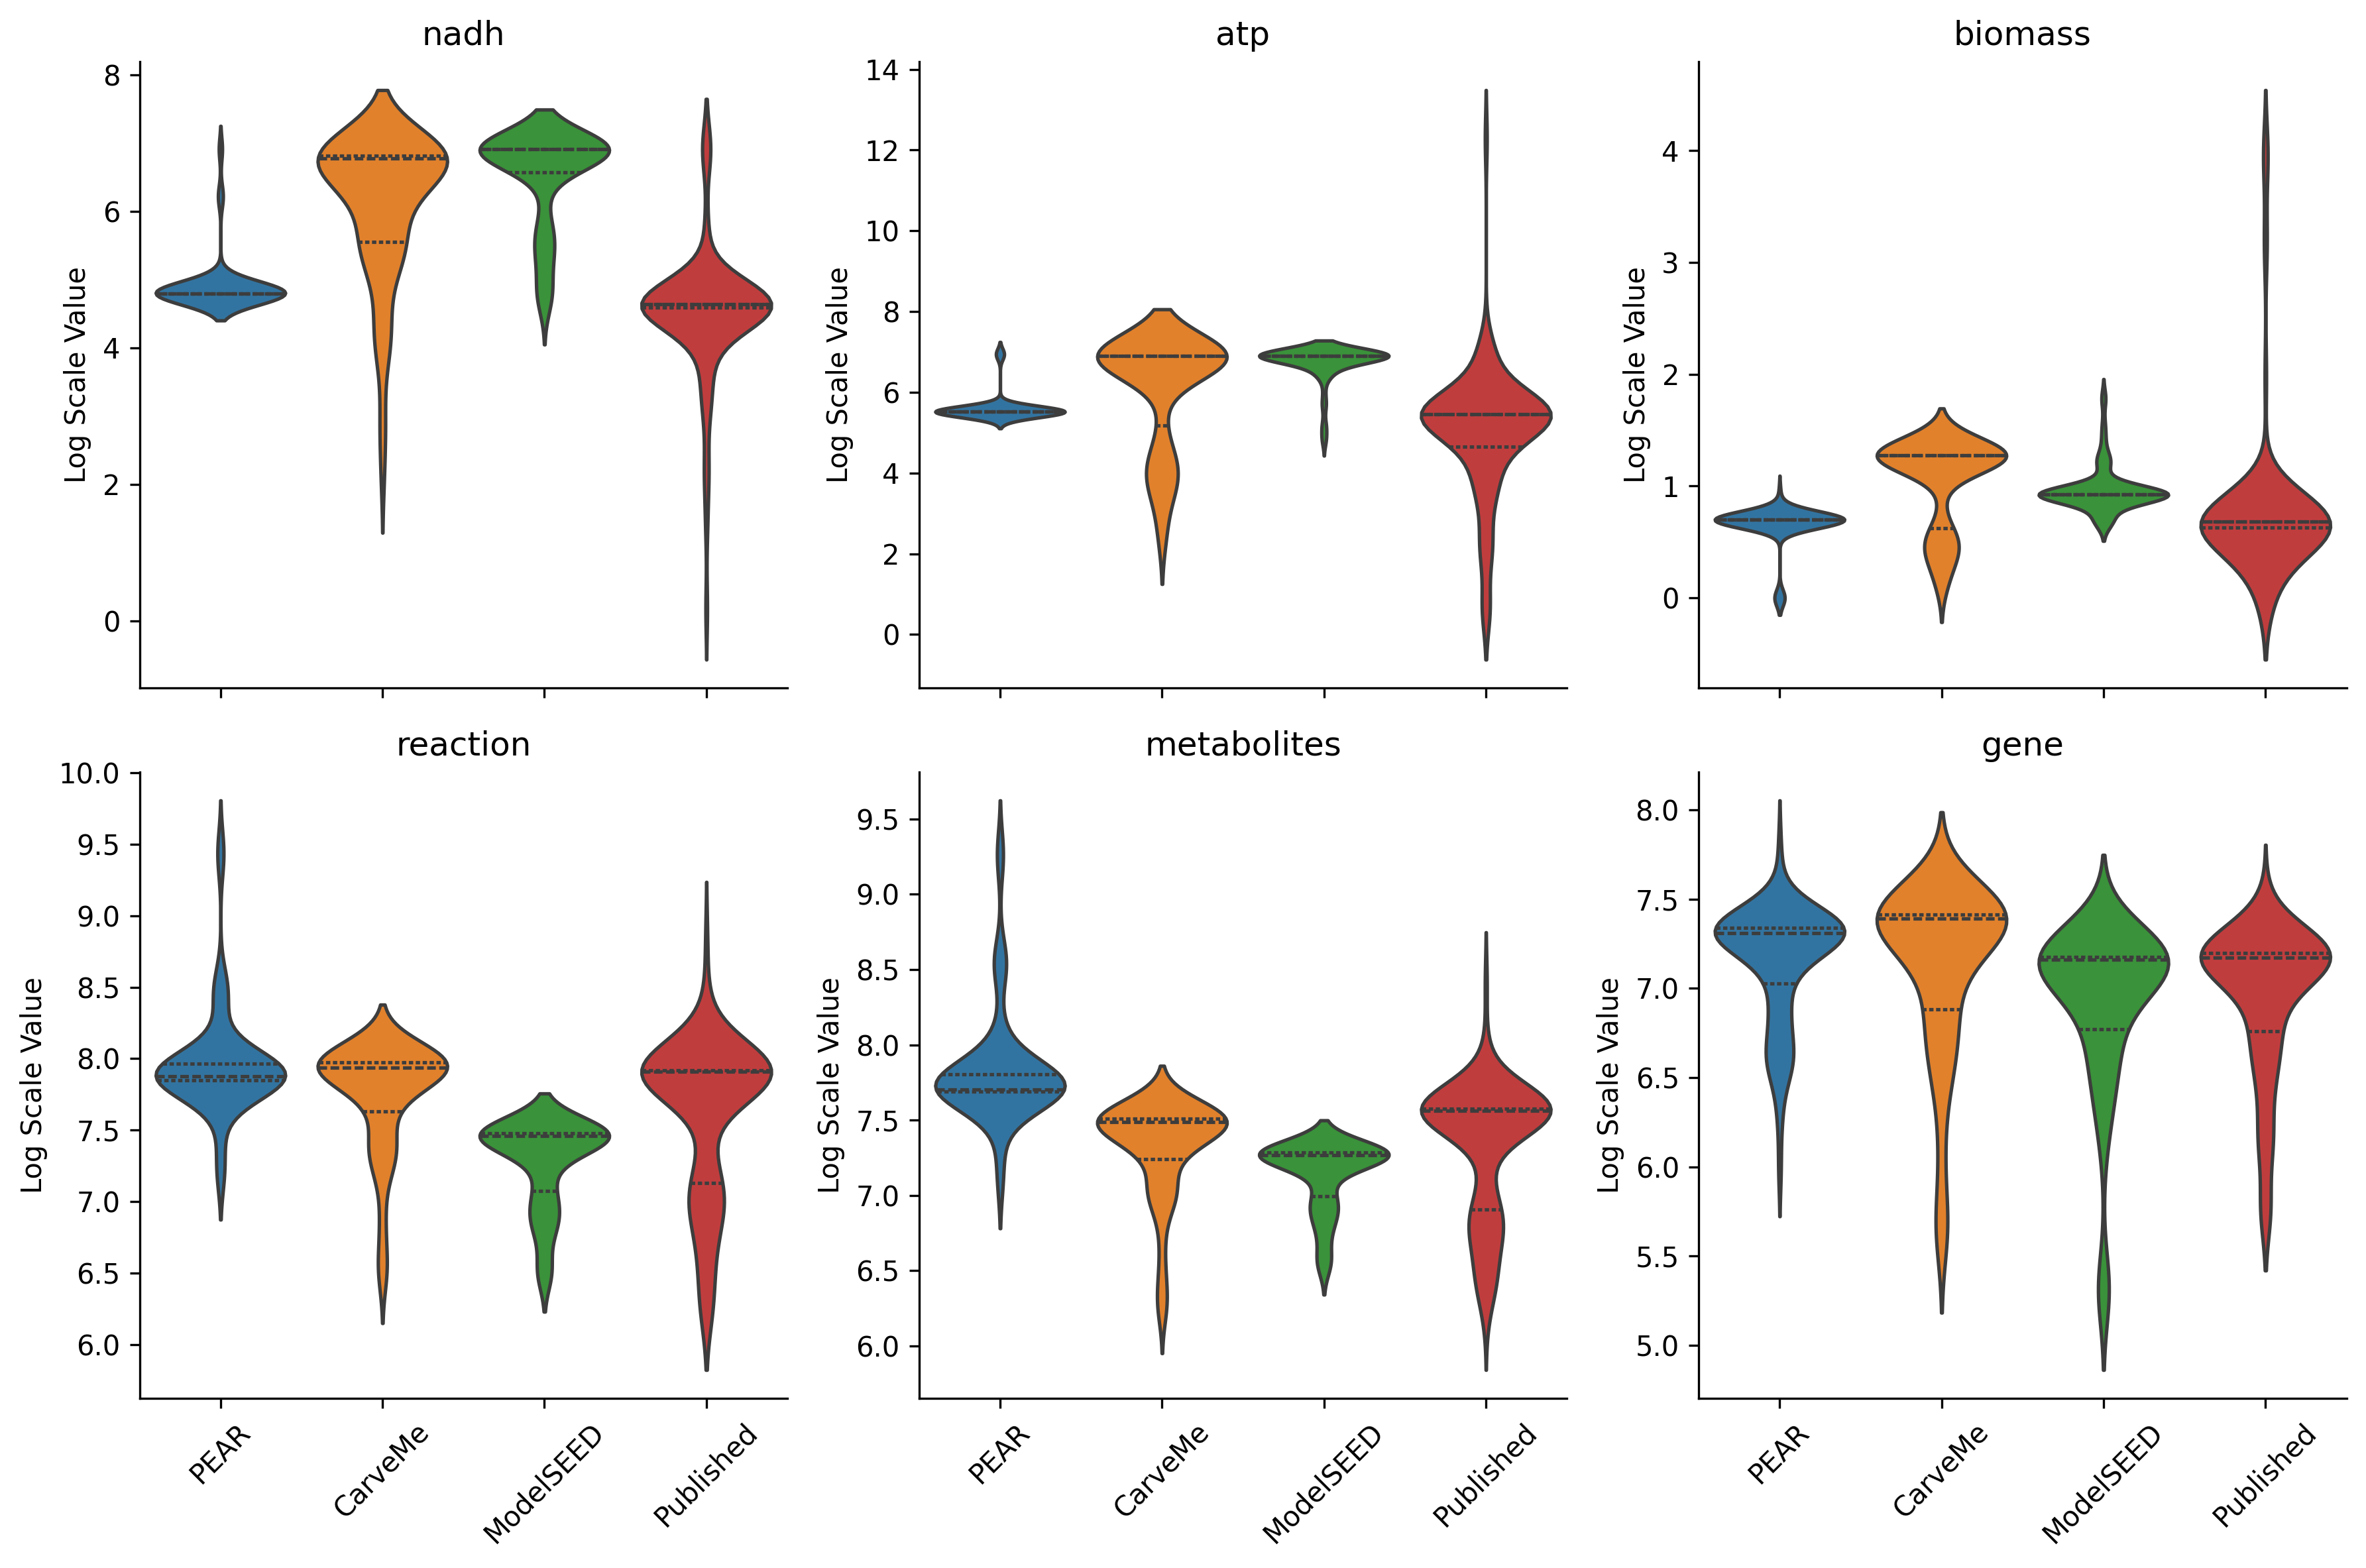 nadh
8
6
4
2
0
Log Scale Value
atp
14
12
10
8
6
4
2
0
Log Scale Value
biomass
4
3
2
1
0
Log Scale Value
reaction
10.0
9.5
9.0
8.5
8.0
7.5
7.0
6.5
6.0
Log Scale Value
PEAR
CarveMe
ModelSEED
Published
metabolites
9.5
9.0
8.5
8.0
7.5
7.0
6.5
6.0
Log Scale Value
PEAR
CarveMe
ModelSEED
Published
gene
8.0
7.5
7.0
6.5
6.0
5.5
5.0
Log Scale Value
PEAR
CarveMe
ModelSEED
Published